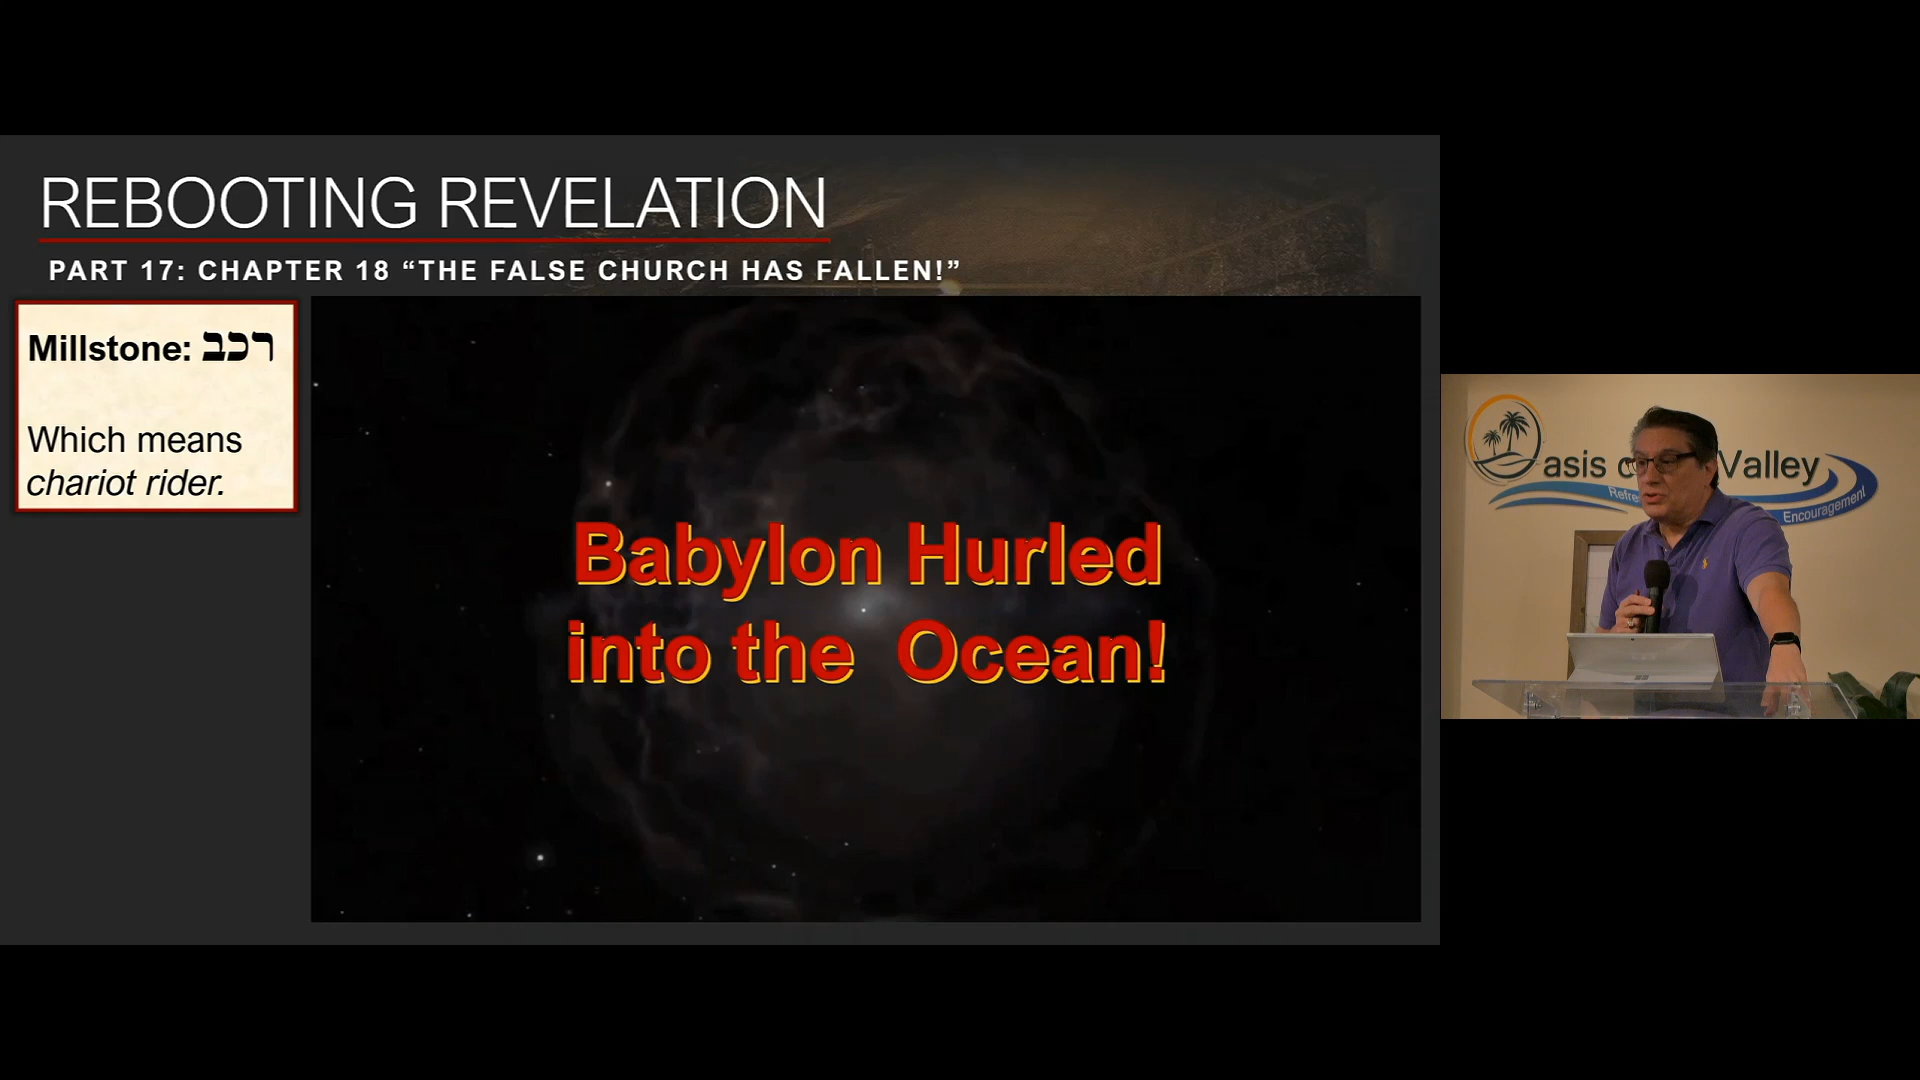 REBOOTING REVELATION
PART 17: CHAPTER 18 “THE FALSE CHURCH HAS FALLEN!”
Millstone: רכב
Which means
chariot rider.
Babylon Hurled
into the Ocean!
asis Valley
Encouragement